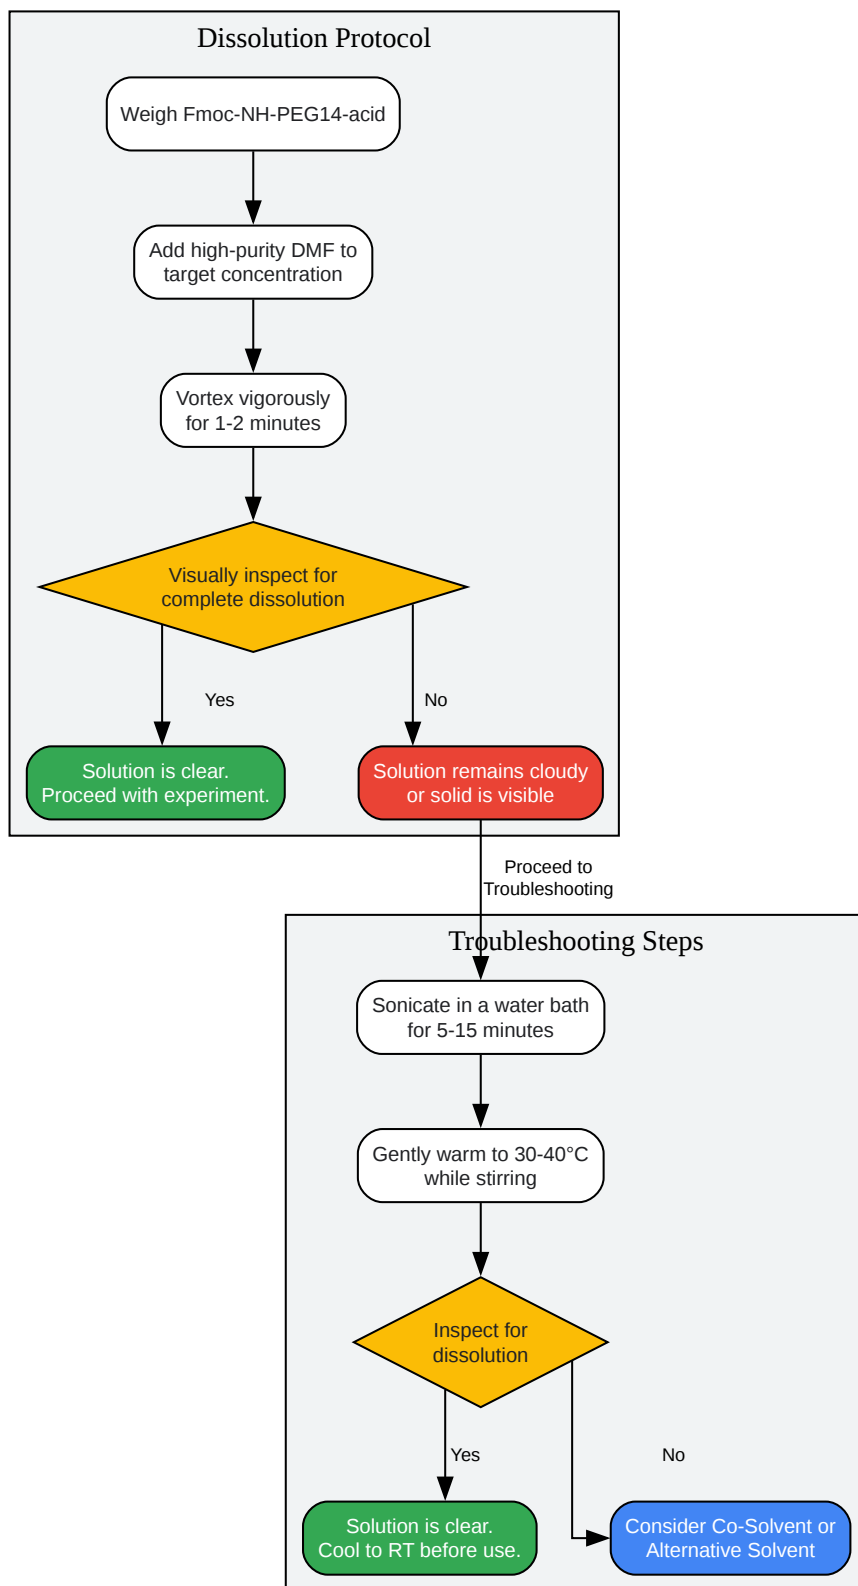 Dissolution Protocol
Weigh Fmoc-NH-PEG14-acid
Add high-purity DMF to
target concentration
Vortex vigorously
for 1-2 minutes
Visually inspect for
complete dissolution
Yes
No
Solution is clear.
Proceed with experiment.
Solution remains cloudy
or solid is visible
Proceed to
Troubleshooting
Troubleshooting Steps
Sonicate in a water bath
for 5-15 minutes
Gently warm to 30-40°C
while stirring
Inspect for
dissolution
Yes
No
Solution is clear.
Cool to RT before use.
Consider Co-Solvent or
Alternative Solvent